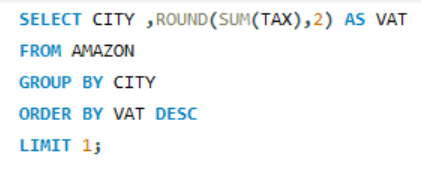 SELECT CITY ,ROUND(SUM(TAX),2) AS VAT
FROM AMAZON
GROUP BY CITY
ORDER BY VAT DESC
LIMIT 1;